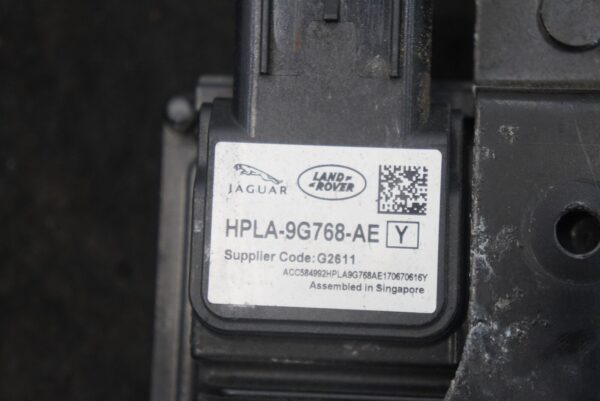 JAGUAR
LAND ROVER
HPLA-9G768-AE Y
Supplier Code:G2611
ACC584992HPLA9G768AE170670616Y
Assembled in Singapore